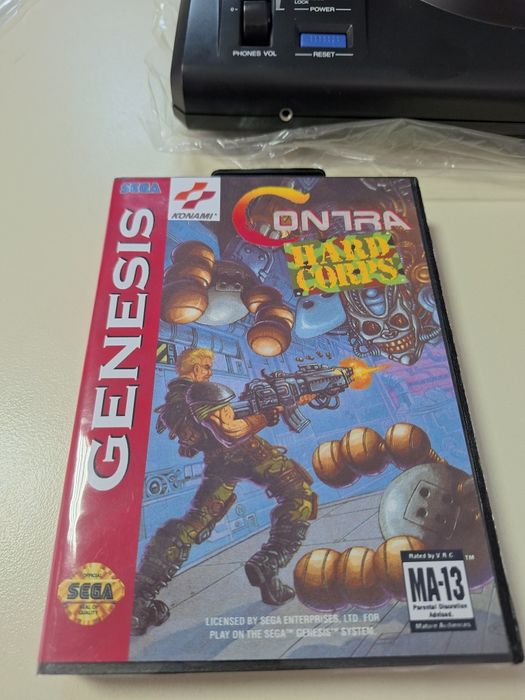 LOCK
POWER
PHONES VOL
RESET
SEGA
KONAMI
CONTRA
HARD
CORPS
GENESIS
Rated by V.R.C.
MA-13
Parental Discretion
Advised.
Mature Audiences
TM
OFFICIAL
SEGA
SEAL OF
QUALITY
LICENSED BY SEGA ENTERPRISES, LTD. FOR
PLAY ON THE SEGA™ GENESIS™ SYSTEM.